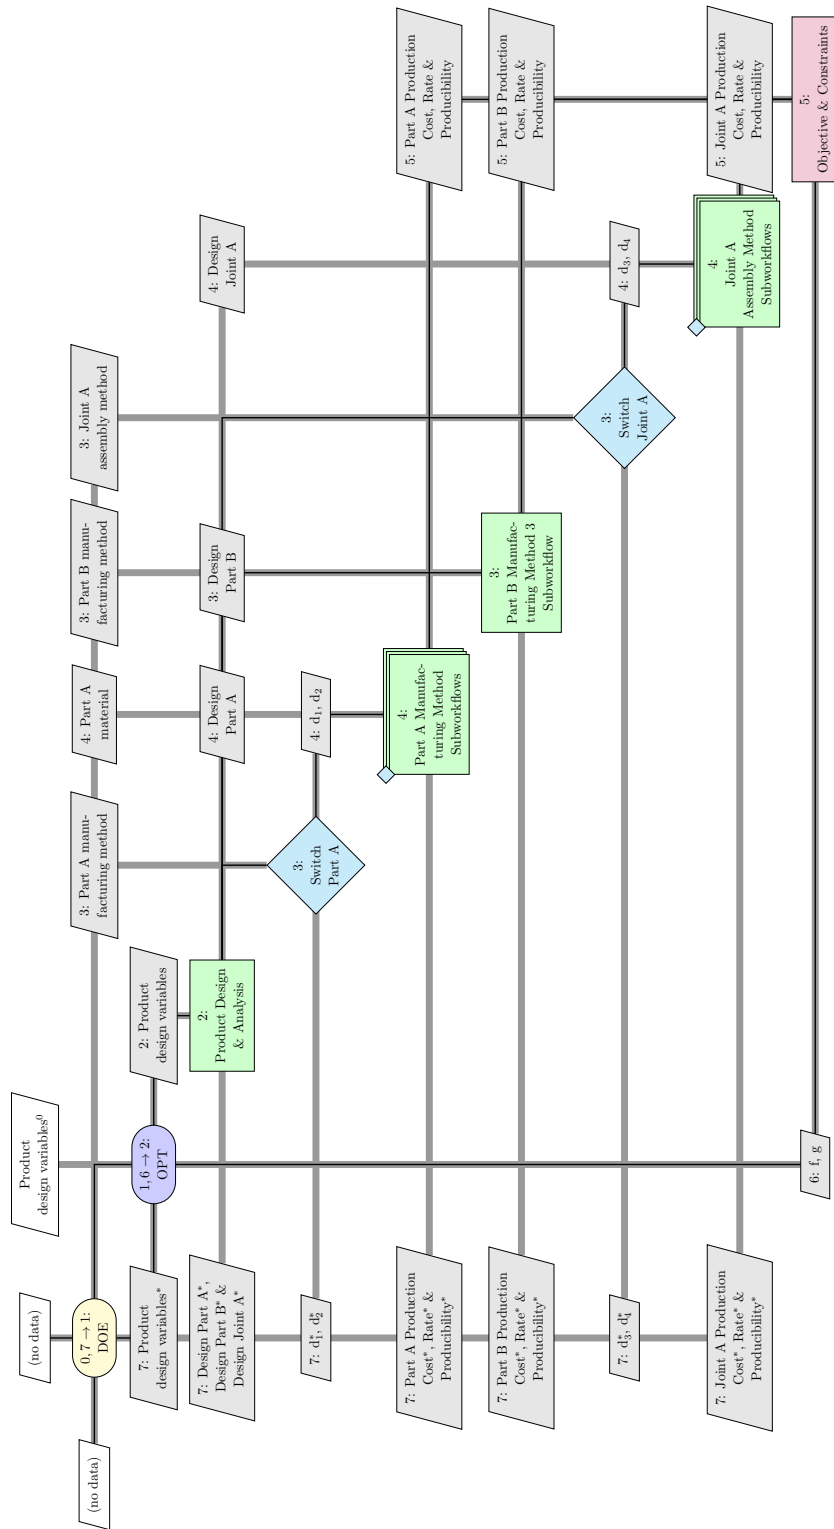 (no data)
Product
design variables⁰
(no data)
0, 7 → 1:
DOE
3: Part A manu-
facturing method
4: Part A
material
3: Part B manu-
facturing method
3: Joint A
assembly method
7: Product
design variables*
1, 6 → 2:
OPT
2: Product
design variables
7: Design Part A*,
Design Part B* &
Design Joint A*
2:
Product Design
& Analysis
4: Design
Part A
3: Design
Part B
4: Design
Joint A
7: d₁*, d₂*
3:
Switch
Part A
4: d₁, d₂
7: Part A Production
Cost*, Rate* &
Producibility*
4:
Part A Manufac-
turing Method
Subworkflows
5: Part A Production
Cost, Rate &
Producibility
7: Part B Production
Cost*, Rate* &
Producibility*
3:
Part B Manufac-
turing Method 3
Subworkflow
5: Part B Production
Cost, Rate &
Producibility
7: d₃*, d₄*
3:
Switch
Joint A
4: d₃, d₄
7: Joint A Production
Cost*, Rate* &
Producibility*
4:
Joint A
Assembly Method
Subworkflows
5: Joint A Production
Cost, Rate &
Producibility
6: f, g
5:
Objective & Constraints